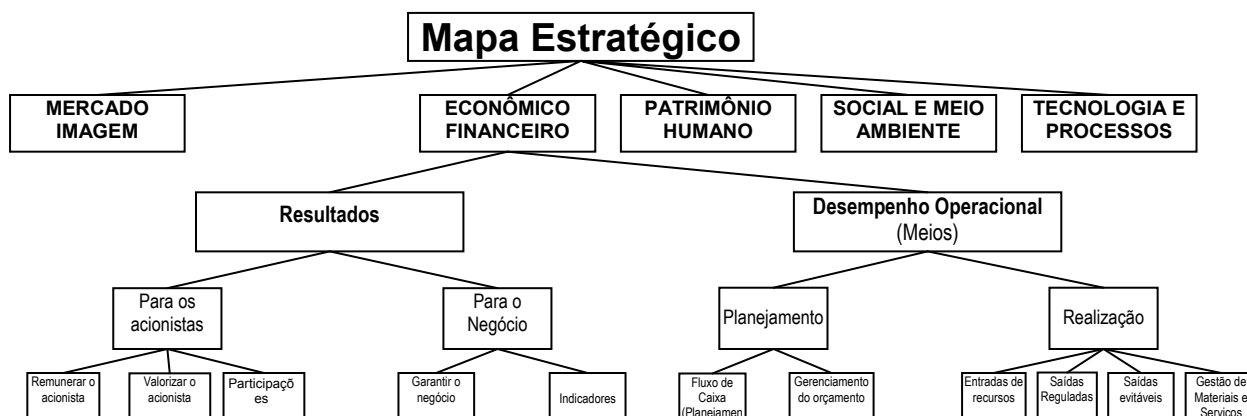 Mapa Estratégico
MERCADO
IMAGEM
ECONÔMICO
FINANCEIRO
PATRIMÔNIO
HUMANO
SOCIAL E MEIO
AMBIENTE
TECNOLOGIA E
PROCESSOS
Resultados
Desempenho Operacional
(Meios)
Para os
acionistas
Para o
Negócio
Planejamento
Realização
Remunerar o
acionista
Valorizar o
acionista
Participaçõ
es
Garantir o
negócio
Indicadores
Fluxo de
Caixa
(Planejamen
Gerenciamento
do orçamento
Entradas de
recursos
Saídas
Reguladas
Saídas
evitáveis
Gestão de
Materiais e
Serviços